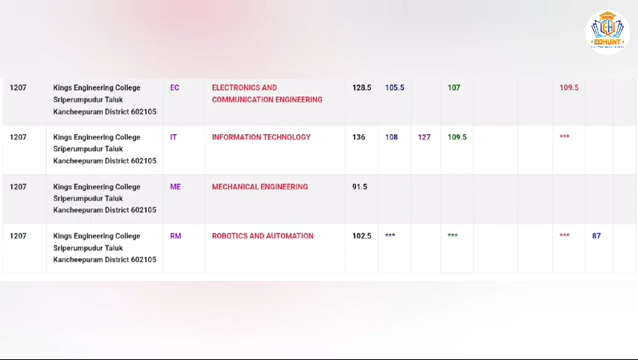 EDHUNT
1207 Kings Engineering College EC ELECTRONICS AND 128.5 105.5 107 109.5
Sriperumpudur Taluk COMMUNICATION ENGINEERING
Kancheepuram District 602105
1207 Kings Engineering College IT INFORMATION TECHNOLOGY 136 108 127 109.5 ***
Sriperumpudur Taluk
Kancheepuram District 602105
1207 Kings Engineering College ME MECHANICAL ENGINEERING 91.5
Sriperumpudur Taluk
Kancheepuram District 602105
1207 Kings Engineering College RM ROBOTICS AND AUTOMATION 102.5 *** *** *** 87
Sriperumpudur Taluk
Kancheepuram District 602105